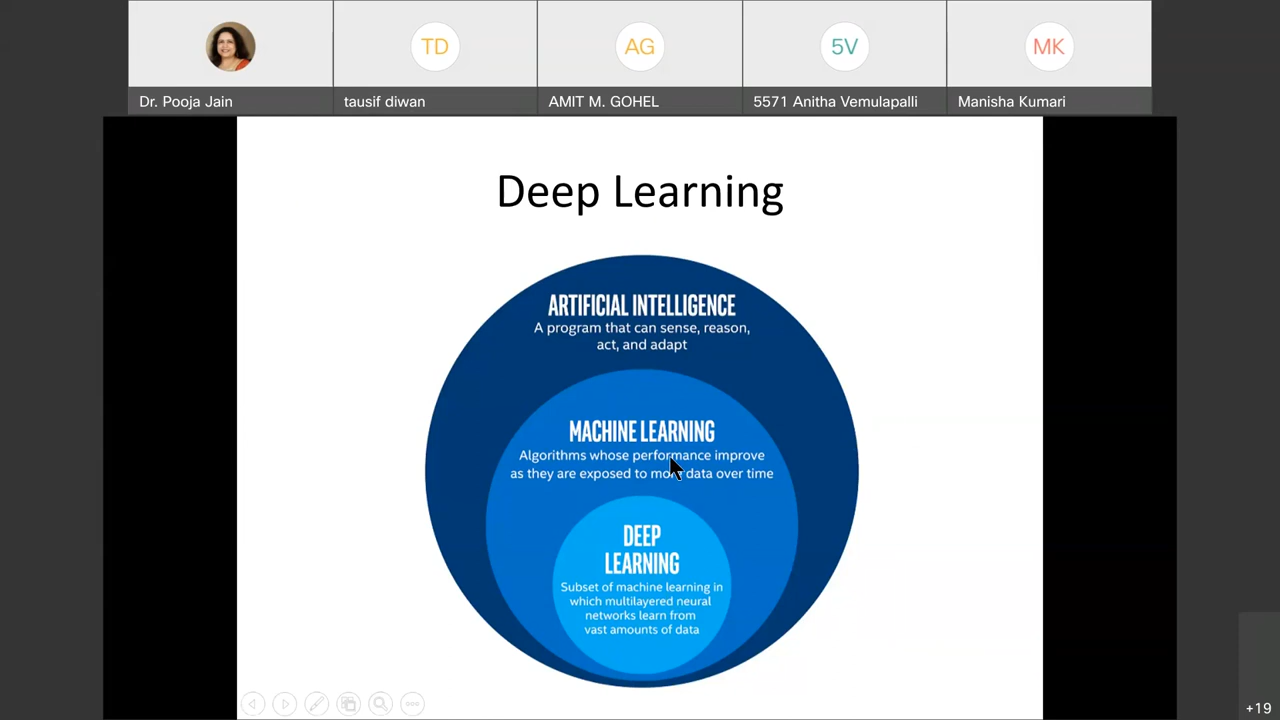 TD
AG
5V
MK
Dr. Pooja Jain
tausif diwan
AMIT M. GOHEL
5571 Anitha Vemulapalli
Manisha Kumari
Deep Learning
ARTIFICIAL INTELLIGENCE
A program that can sense, reason,
act, and adapt
MACHINE LEARNING
Algorithms whose performance improve
as they are exposed to more data over time
DEEP
LEARNING
Subset of machine learning in
which multilayered neural
networks learn from
vast amounts of data
+19